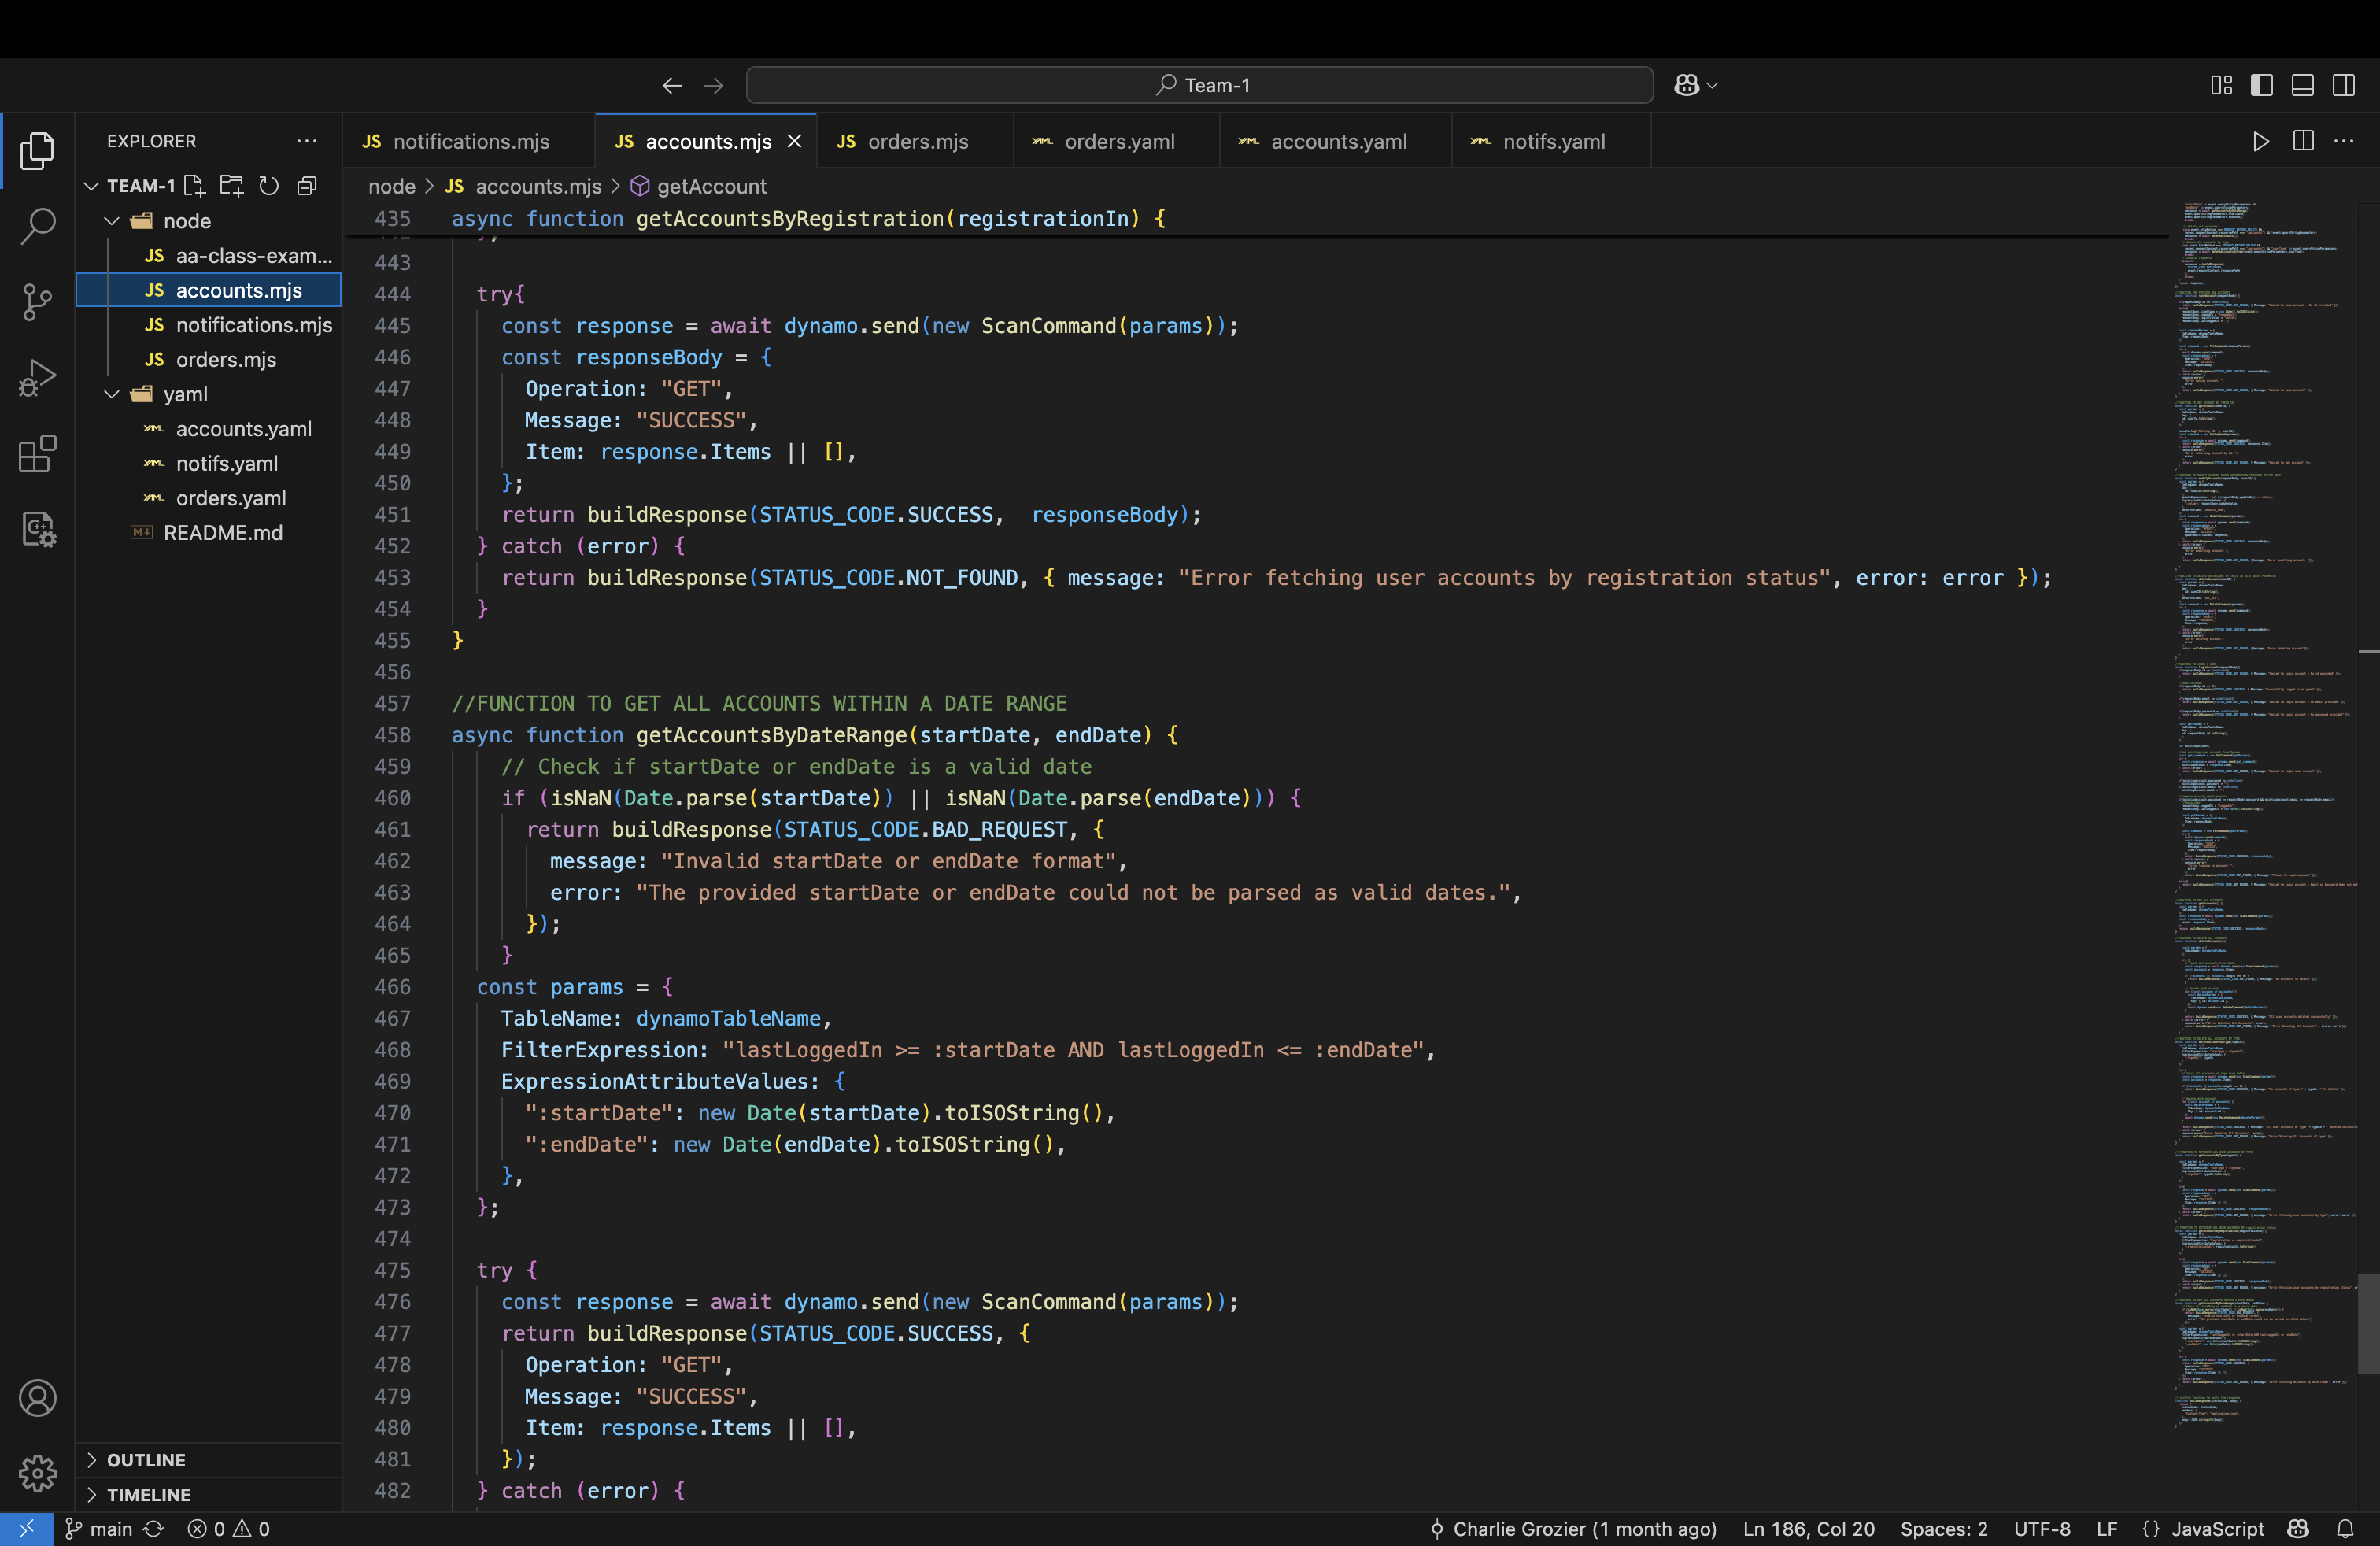 Team-1
EXPLORER
TEAM-1
node
JS aa-class-exam...
JS accounts.mjs
JS notifications.mjs
JS orders.mjs
yaml
YAML accounts.yaml
YAML notifs.yaml
YAML orders.yaml
README.md
OUTLINE
TIMELINE
JS notifications.mjs
JS accounts.mjs
JS orders.mjs
YAML orders.yaml
YAML accounts.yaml
YAML notifs.yaml
node > JS accounts.mjs > getAccount
435 async function getAccountsByRegistration(registrationIn) {
443
444 try{
445 const response = await dynamo.send(new ScanCommand(params));
446 const responseBody = {
447 Operation: "GET",
448 Message: "SUCCESS",
449 Item: response.Items || [],
450 };
451 return buildResponse(STATUS_CODE.SUCCESS,  responseBody);
452 } catch (error) {
453 return buildResponse(STATUS_CODE.NOT_FOUND, { message: "Error fetching user accounts by registration status", error: error });
454 }
455 }
456
457 //FUNCTION TO GET ALL ACCOUNTS WITHIN A DATE RANGE
458 async function getAccountsByDateRange(startDate, endDate) {
459 // Check if startDate or endDate is a valid date
460 if (isNaN(Date.parse(startDate)) || isNaN(Date.parse(endDate))) {
461 return buildResponse(STATUS_CODE.BAD_REQUEST, {
462 message: "Invalid startDate or endDate format",
463 error: "The provided startDate or endDate could not be parsed as valid dates.",
464 });
465 }
466 const params = {
467 TableName: dynamoTableName,
468 FilterExpression: "lastLoggedIn >= :startDate AND lastLoggedIn <= :endDate",
469 ExpressionAttributeValues: {
470 ":startDate": new Date(startDate).toISOString(),
471 ":endDate": new Date(endDate).toISOString(),
472 },
473 };
474
475 try {
476 const response = await dynamo.send(new ScanCommand(params));
477 return buildResponse(STATUS_CODE.SUCCESS, {
478 Operation: "GET",
479 Message: "SUCCESS",
480 Item: response.Items || [],
481 });
482 } catch (error) {
main 0 0
Charlie Grozier (1 month ago) Ln 186, Col 20 Spaces: 2 UTF-8 LF {} JavaScript